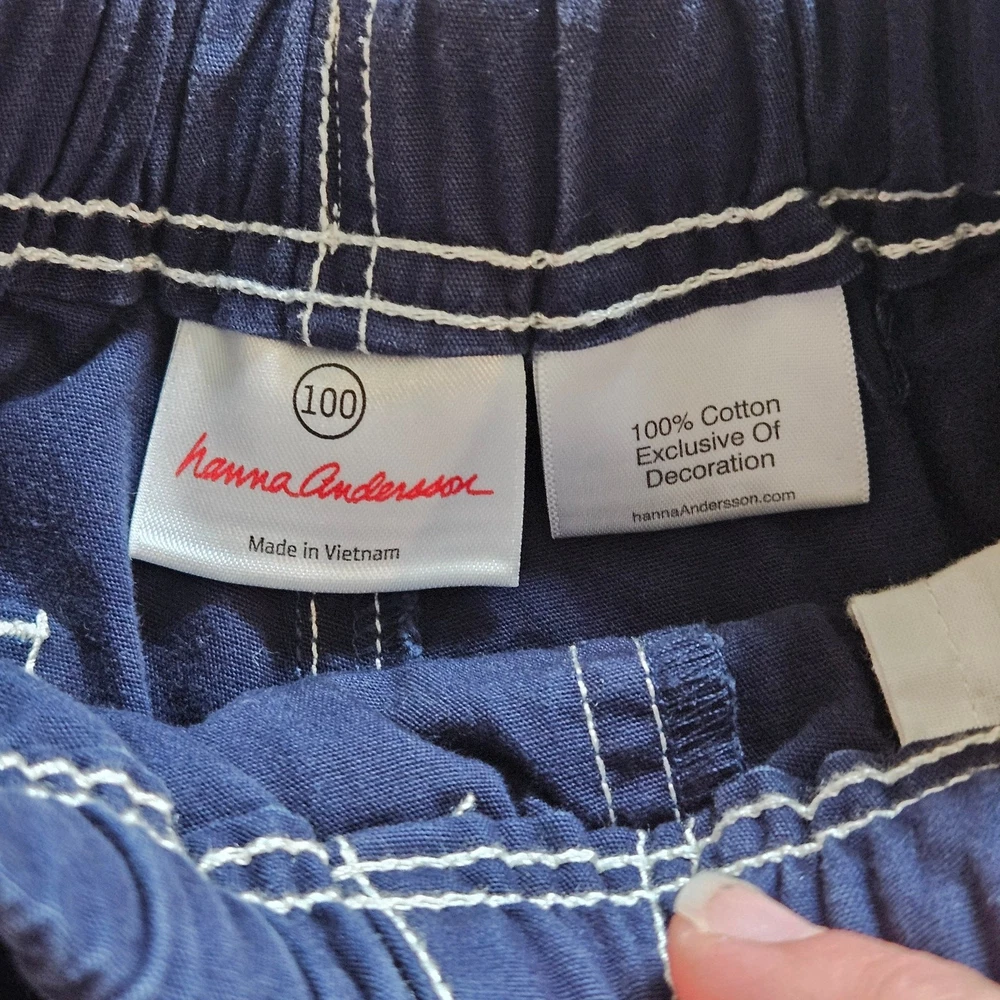 100
hanna Andersson
Made in Vietnam
100% Cotton
Exclusive Of
Decoration
hannaAndersson.com